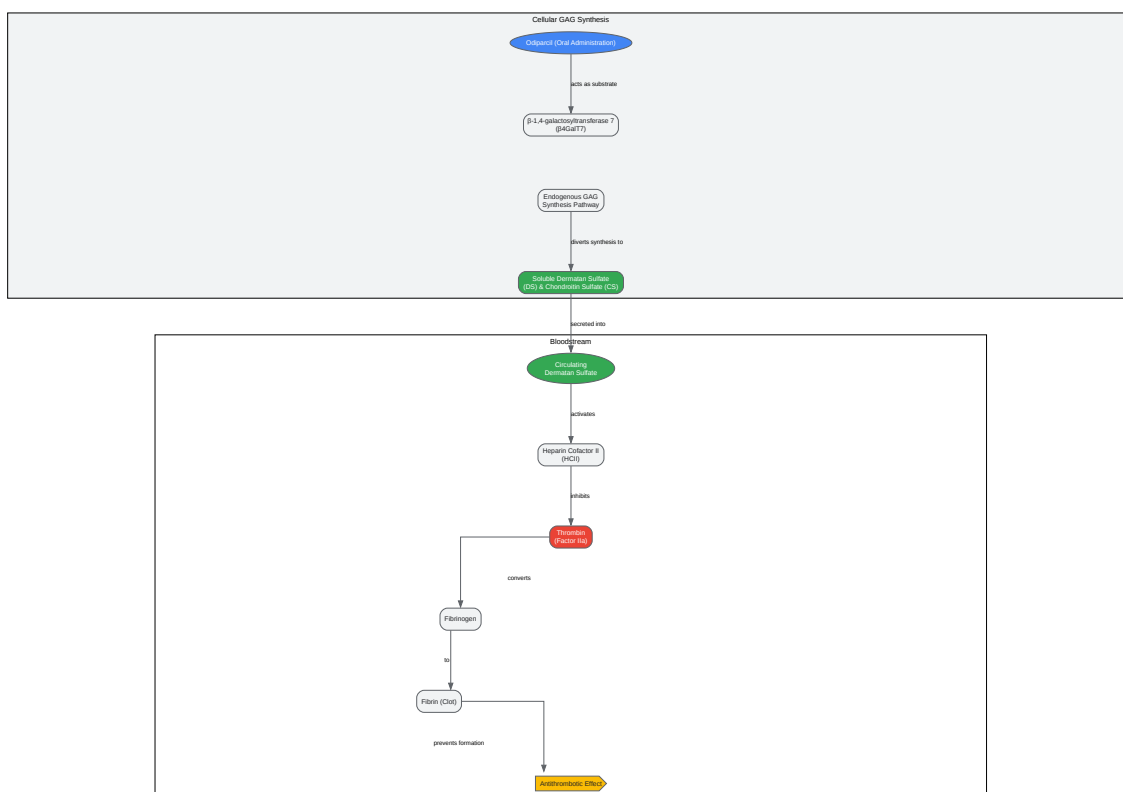 Cellular GAG Synthesis
Odiparcil (Oral Administration)
acts as substrate
β-1,4-galactosyltransferase 7
(β4GalT7)
Endogenous GAG
Synthesis Pathway
diverts synthesis to
Soluble Dermatan Sulfate
(DS) & Chondroitin Sulfate (CS)
secreted into
Bloodstream
Circulating
Dermatan Sulfate
activates
Heparin Cofactor II
(HCII)
inhibits
Thrombin
(Factor IIa)
converts
Fibrinogen
to
Fibrin (Clot)
prevents formation
Antithrombotic Effect